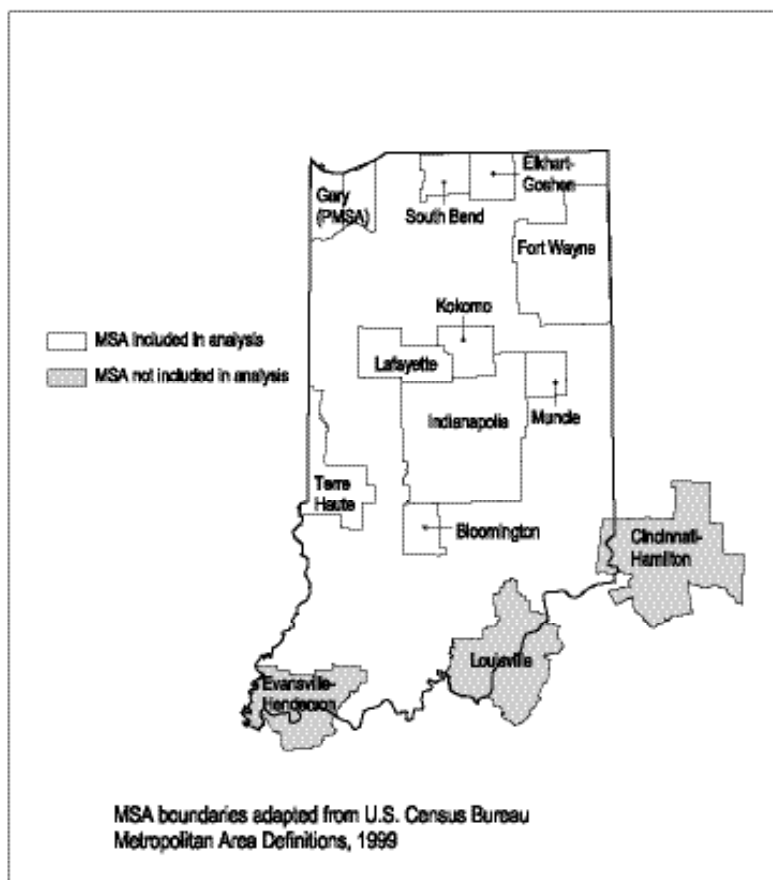 Elkhart-
Goshen
Gary
(PMSA)
South Bend
Fort Wayne
Kokomo
MSA included in analysis
Lafayette
MSA not included in analysis
Indianapolis
Muncie
Terre
Haute
Bloomington
Cincinnati-
Hamilton
Louisville
Evansville-
Henderson
MSA boundaries adapted from U.S. Census Bureau
Metropolitan Area Definitions, 1999